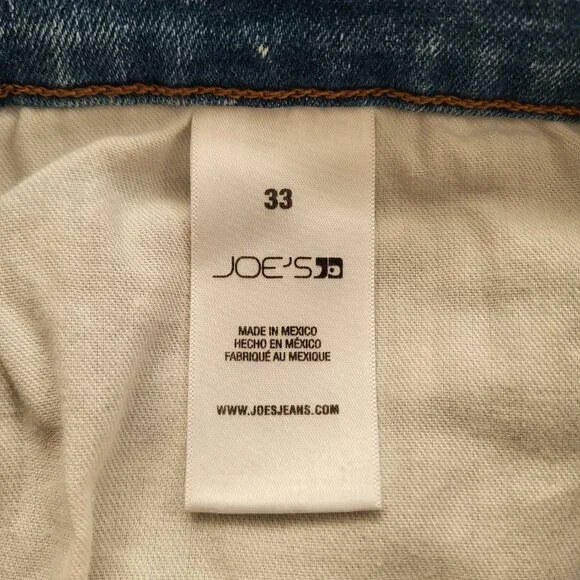 33
JOE'S
MADE IN MEXICO
HECHO EN MÉXICO
FABRIQUÉ AU MEXIQUE
WWW.JOESJEANS.COM